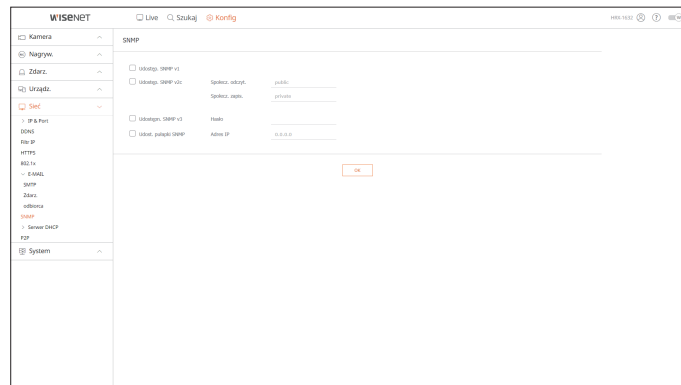 WISENET Live Szukaj Konfig HRX-1632
Kamera
SNMP
Nagryw.
Zdarz.
Urządz.
Sieć
IP & Port
DDNS
Filtr IP
HTTPS
802.1x
E-MAIL
SMTP
Zdarz.
odbiorca
SNMP
Serwer DHCP
P2P
System
Udostęp. SNMP v1
Udostęp. SNMP v2c Społecz. odczyt. public
Społecz. zapis. private
Udostępn. SNMP v3 Hasło
Udost. pułapki SNMP Adres IP 0.0.0.0
OK